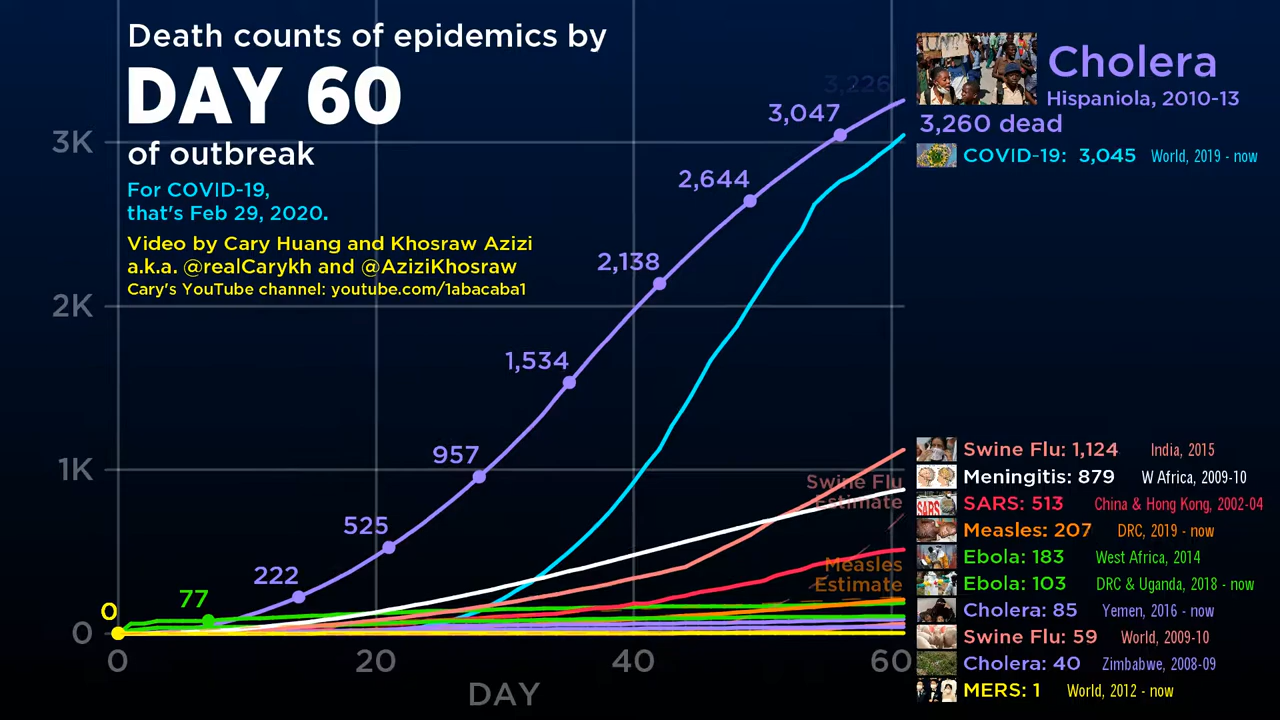 Death counts of epidemics by
DAY 60
of outbreak
For COVID-19,
that's Feb 29, 2020.
Video by Cary Huang and Khosraw Azizi
a.k.a. @realCarykh and @AziziKhosraw
Cary's YouTube channel: youtube.com/1abacaba1
3K
2K
1K
0
0
77
222
525
957
1,534
2,138
2,644
3,047
3,226
Swine Flu
Estimate
Measles
Estimate
0
20
40
60
DAY
Cholera
Hispaniola, 2010-13
3,260 dead
COVID-19: 3,045 World, 2019 - now
Swine Flu: 1,124 India, 2015
Meningitis: 879 W Africa, 2009-10
SARS: 513 China & Hong Kong, 2002-04
SARS
Measles: 207 DRC, 2019 - now
Ebola: 183 West Africa, 2014
Ebola: 103 DRC & Uganda, 2018 - now
Cholera: 85 Yemen, 2016 - now
Swine Flu: 59 World, 2009-10
Cholera: 40 Zimbabwe, 2008-09
MERS: 1 World, 2012 - now